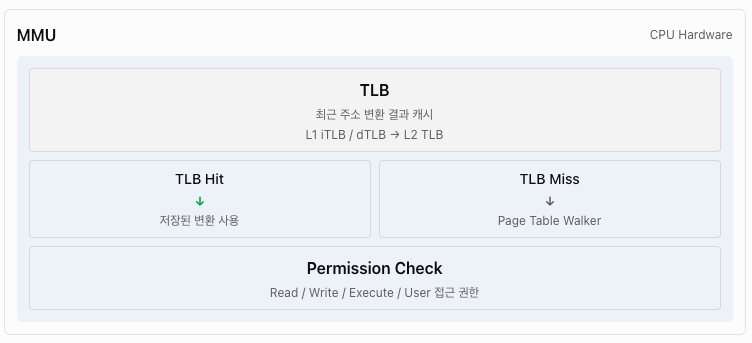 MMU
CPU Hardware
TLB
최근 주소 변환 결과 캐시
L1 iTLB / dTLB → L2 TLB
TLB Hit
↓
저장된 변환 사용
TLB Miss
↓
Page Table Walker
Permission Check
Read / Write / Execute / User 접근 권한